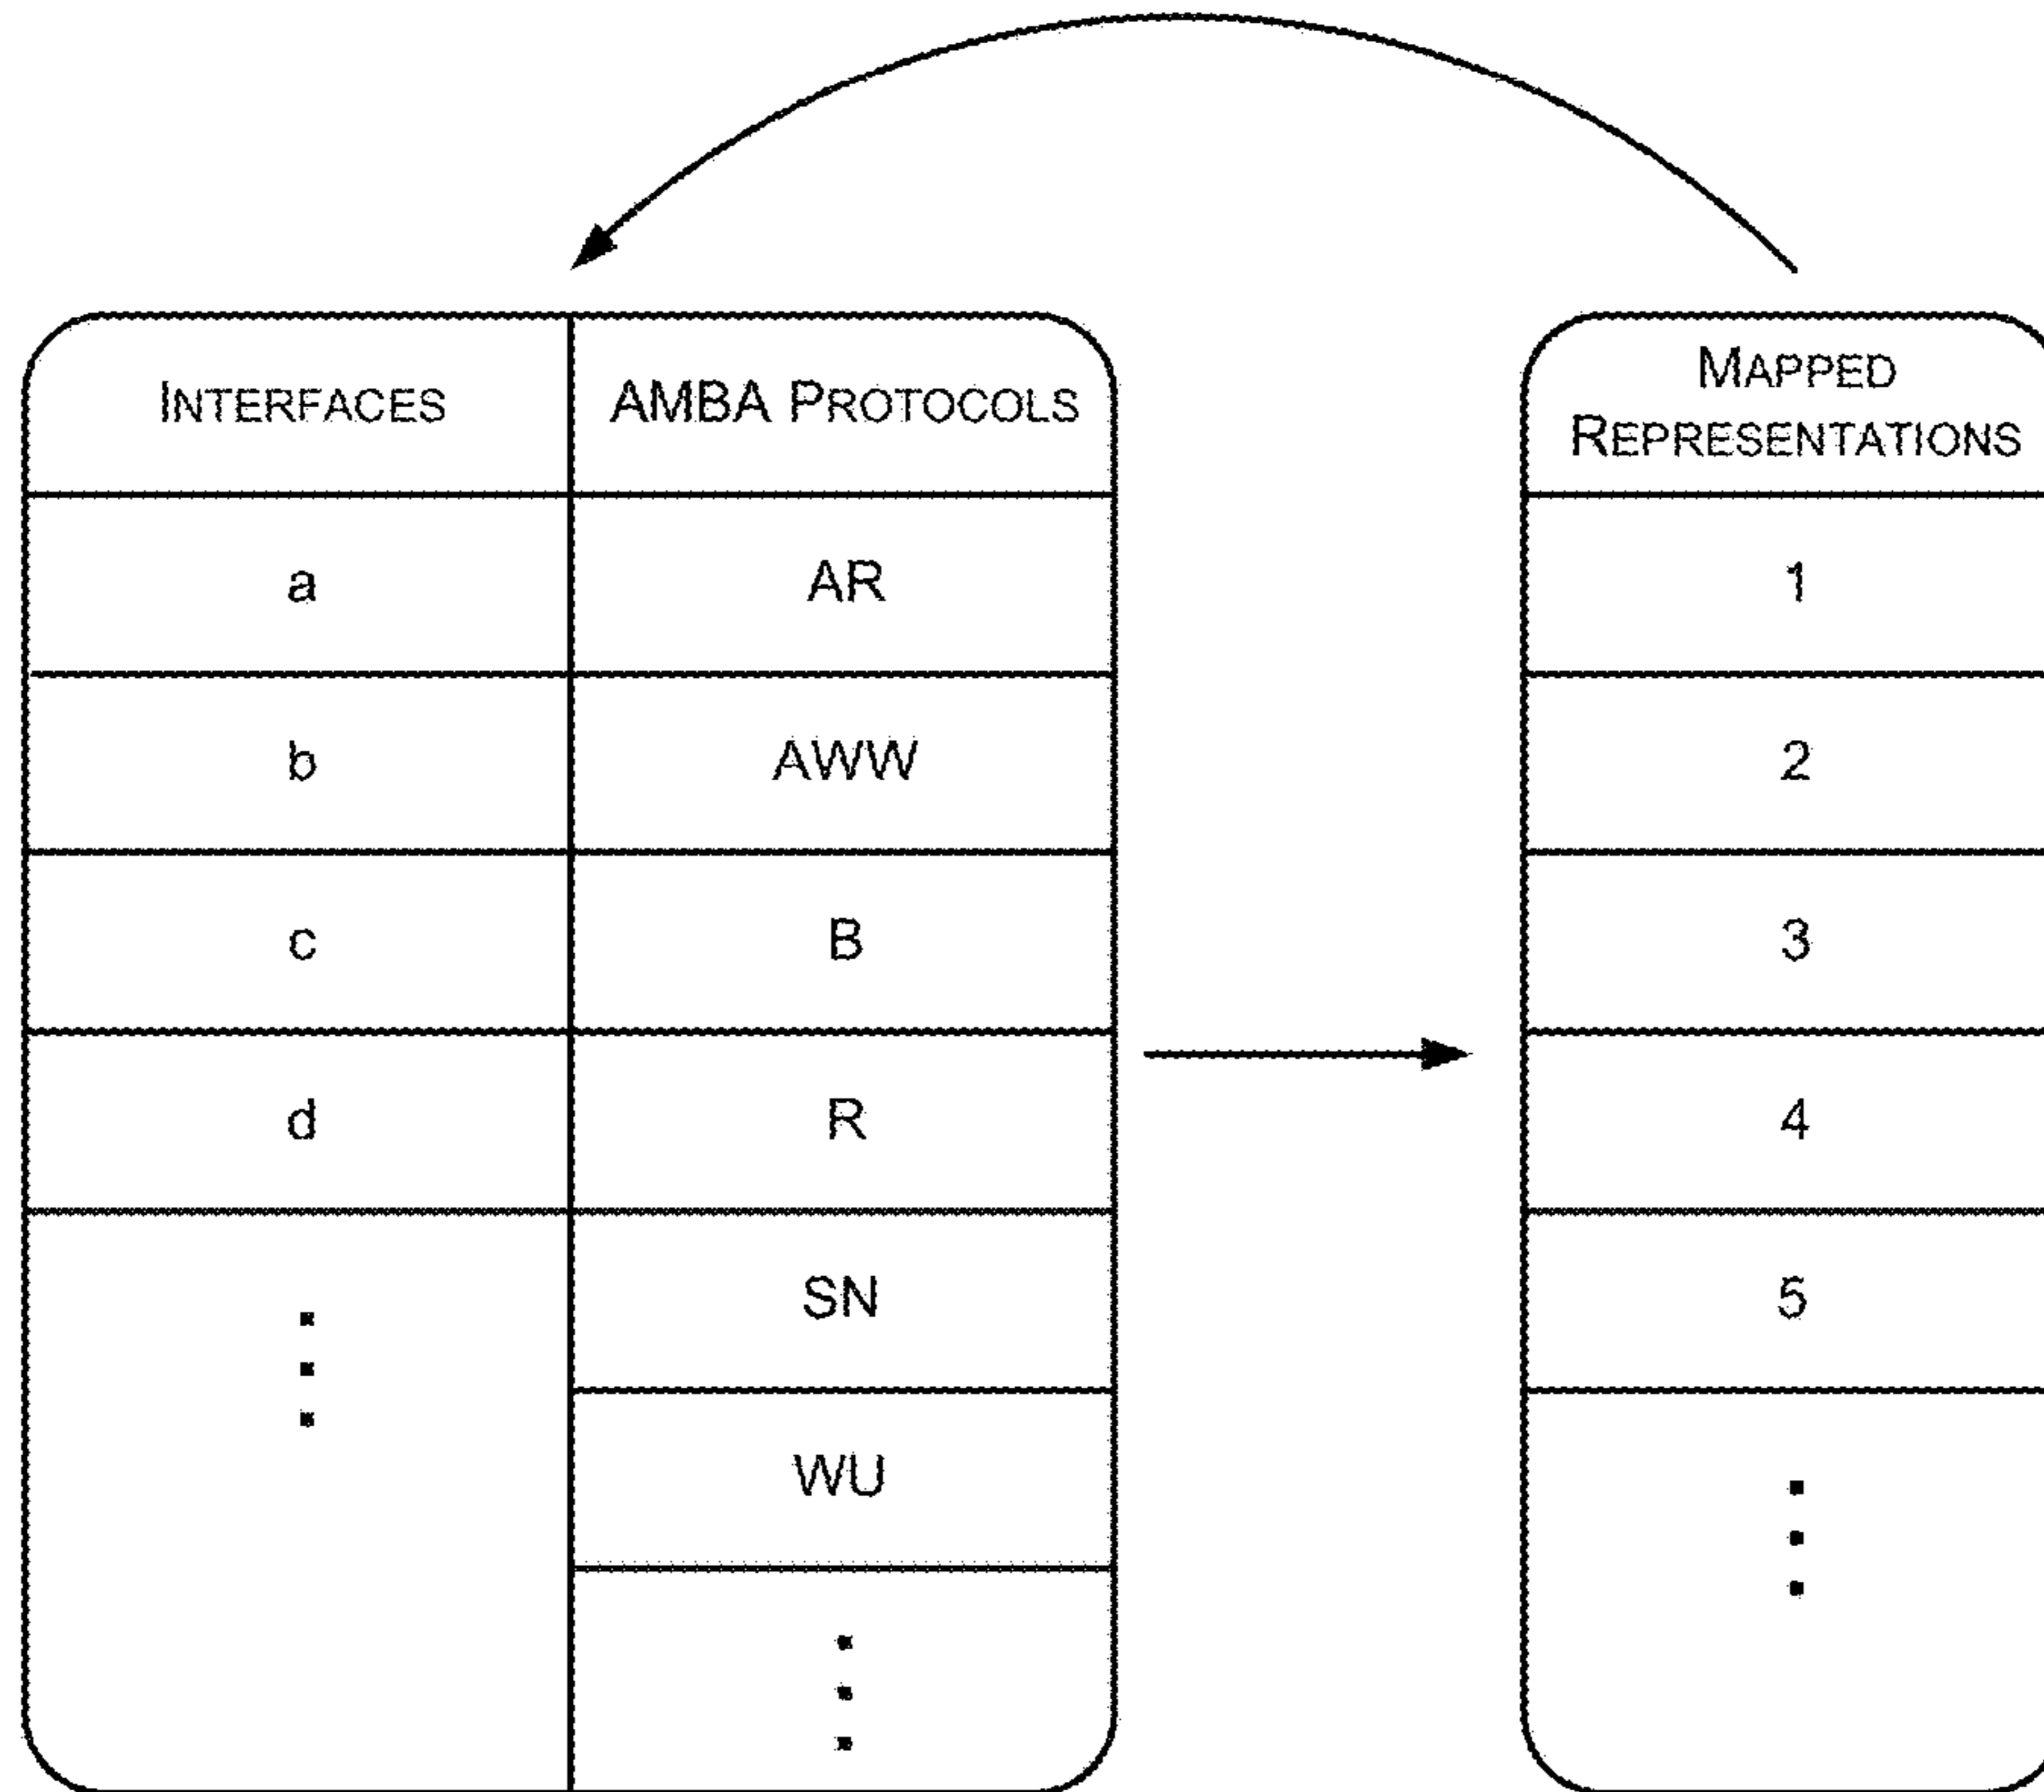 INTERFACES AMBA PROTOCOLS
MAPPED
REPRESENTATIONS
a AR 1
b AWW 2
c B 3
d R 4
SN 5
WU